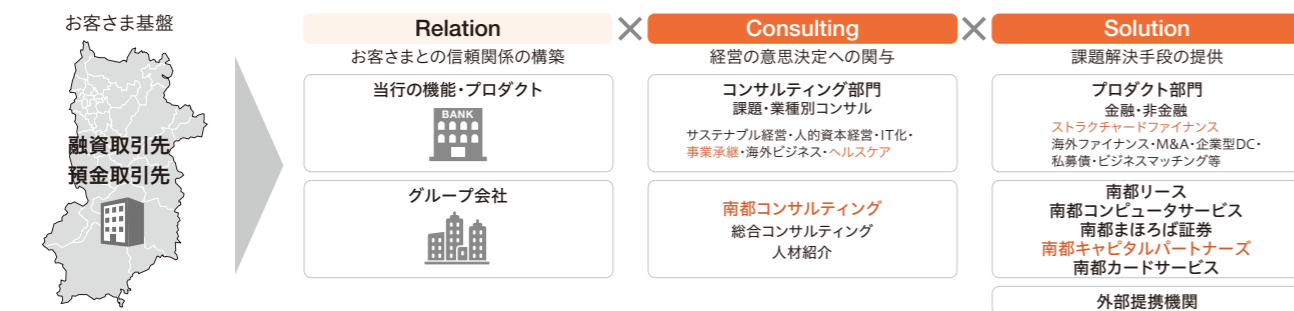 お客さま基盤
融資取引先
預金取引先
Relation
お客さまとの信頼関係の構築
当行の機能・プロダクト
BANK
グループ会社
×
Consulting
経営の意思決定への関与
コンサルティング部門
課題・業種別コンサル
サステナブル経営・人的資本経営・IT化・
事業承継・海外ビジネス・ヘルスケア
南都コンサルティング
総合コンサルティング
人材紹介
×
Solution
課題解決手段の提供
プロダクト部門
金融・非金融
ストラクチャードファイナンス
海外ファイナンス・M&A・企業型DC・
私募債・ビジネスマッチング等
南都リース
南都コンピュータサービス
南都まほろば証券
南都キャピタルパートナーズ
南都カードサービス
外部提携機関